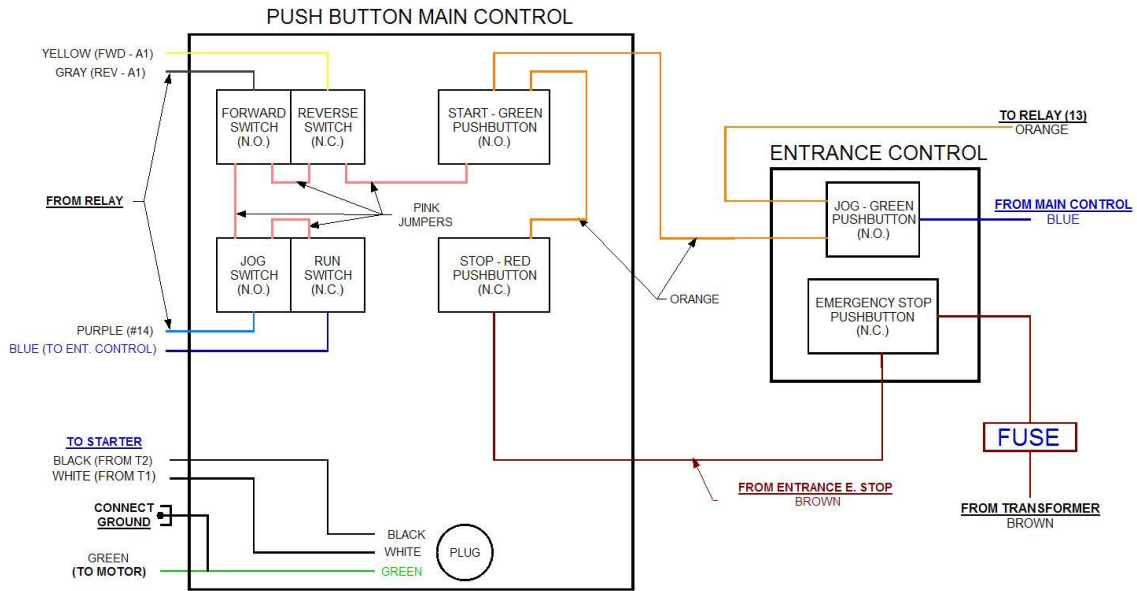 PUSH BUTTON MAIN CONTROL
YELLOW (FWD - A1)
GRAY (REV - A1)
FORWARD
SWITCH
(N.O.)
REVERSE
SWITCH
(N.C.)
START - GREEN
PUSHBUTTON
(N.O.)
TO RELAY (13)
ORANGE
ENTRANCE CONTROL
FROM RELAY
PINK
JUMPERS
JOG - GREEN
PUSHBUTTON
(N.O.)
FROM MAIN CONTROL
BLUE
JOG
SWITCH
(N.O.)
RUN
SWITCH
(N.C.)
STOP - RED
PUSHBUTTON
(N.C.)
ORANGE
EMERGENCY STOP
PUSHBUTTON
(N.C.)
PURPLE (#14)
BLUE (TO ENT. CONTROL)
TO STARTER
BLACK (FROM T2)
WHITE (FROM T1)
CONNECT
GROUND
GREEN
(TO MOTOR)
BLACK
WHITE
GREEN
PLUG
FUSE
FROM ENTRANCE E. STOP
BROWN
FROM TRANSFORMER
BROWN